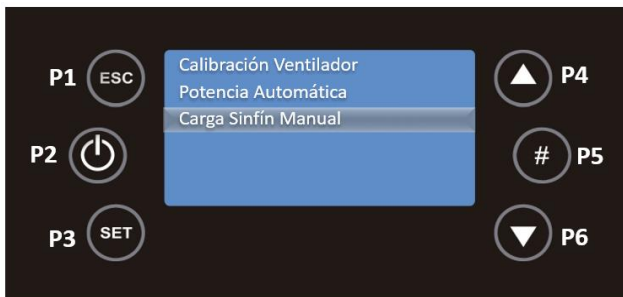 P1 ESC
Calibración Ventilador
Potencia Automática
Carga Sinfín Manual
P4
P2
# P5
P3 SET
P6